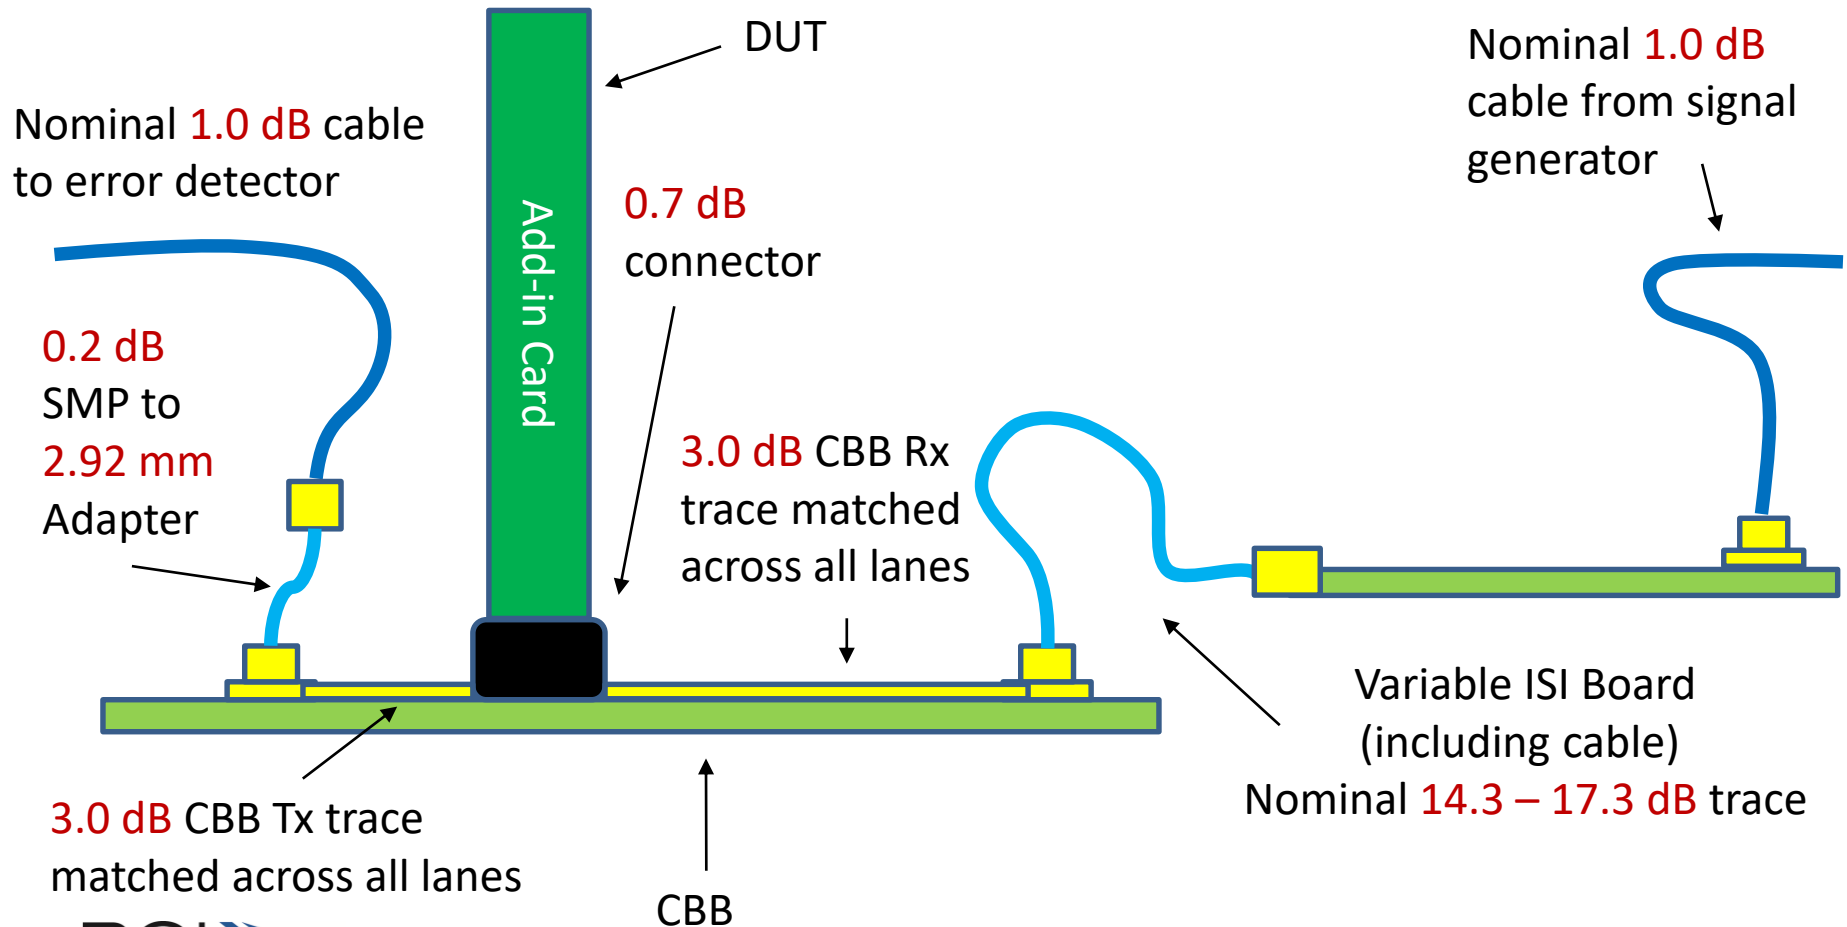 DUT
Nominal 1.0 dB
cable from signal
generator
Nominal 1.0 dB cable
to error detector
0.7 dB
connector
Add-in Card
0.2 dB
SMP to
2.92 mm
Adapter
3.0 dB CBB Rx
trace matched
across all lanes
Variable ISI Board
(including cable)
Nominal 14.3 – 17.3 dB trace
3.0 dB CBB Tx trace
matched across all lanes
CBB